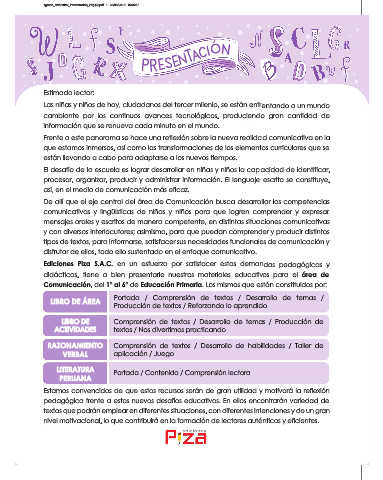 PRESENTACIÓN
Estimado lector:
Las niñas y niños de hoy, ciudadanos del tercer milenio, se están enfrentando a un mundo
cambiante por los continuos avances tecnológicos, produciendo gran cantidad de
información que se renueva cada minuto en el mundo.
Frente a este panorama se hace una reflexión sobre la nueva realidad comunicativa en la
que estamos inmersos, así como las transformaciones de los elementos curriculares que se
están llevando a cabo para adaptarse a los nuevos tiempos.
El desafío de la escuela es lograr desarrollar en niñas y niños la capacidad de identificar,
procesar, organizar, producir y administrar información. El lenguaje escrito se constituye,
así, en el medio de comunicación más eficaz.
De allí que el eje central del área de Comunicación busca desarrollar las competencias
comunicativas y lingüísticas de niñas y niños para que logren comprender y expresar
mensajes orales y escritos de manera competente, en distintas situaciones comunicativas
y con diversos interlocutores; asimismo, para que puedan comprender y producir distintos
tipos de textos, para informarse, satisfacer sus necesidades funcionales de comunicación y
disfrutar de ellos, todo ello sustentado en el enfoque comunicativo.
Ediciones Piza S.A.C. en un esfuerzo por satisfacer estas demandas pedagógicas y
didácticas, tiene a bien presentarle nuestros materiales educativos para el área de
Comunicación, del 1° al 6° de Educación Primaria. Los mismos que están constituidos por:
LIBRO DE ÁREA
Portada / Comprensión de textos / Desarrollo de temas /
Producción de textos / Reforzando lo aprendido
LIBRO DE
ACTIVIDADES
Comprensión de textos / Desarrollo de temas / Producción de
textos / Nos divertimos practicando
RAZONAMIENTO
VERBAL
Comprensión de textos / Desarrollo de habilidades / Taller de
aplicación / Juego
LITERATURA
PERUANA
Portada / Contenido / Comprensión lectora
Estamos convencidos de que estos recursos serán de gran utilidad y motivará la reflexión
pedagógica frente a estos nuevos desafíos educativos. En ellos encontrarán variedad de
textos que podrán emplear en diferentes situaciones, con diferentes intenciones y de un gran
nivel motivacional, lo que contribuirá en la formación de lectores auténticos y eficientes.
Piza